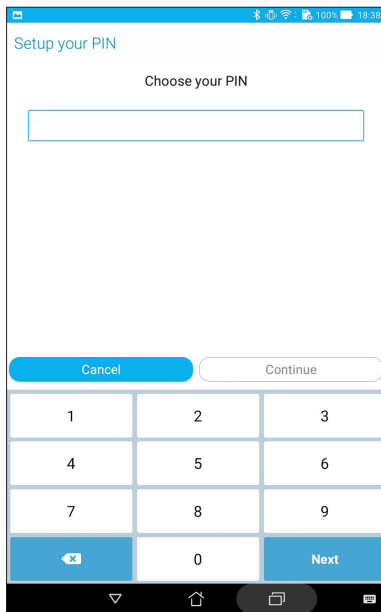 100% 18:38
Setup your PIN
Choose your PIN
Cancel Continue
1 2 3
4 5 6
7 8 9
0 Next